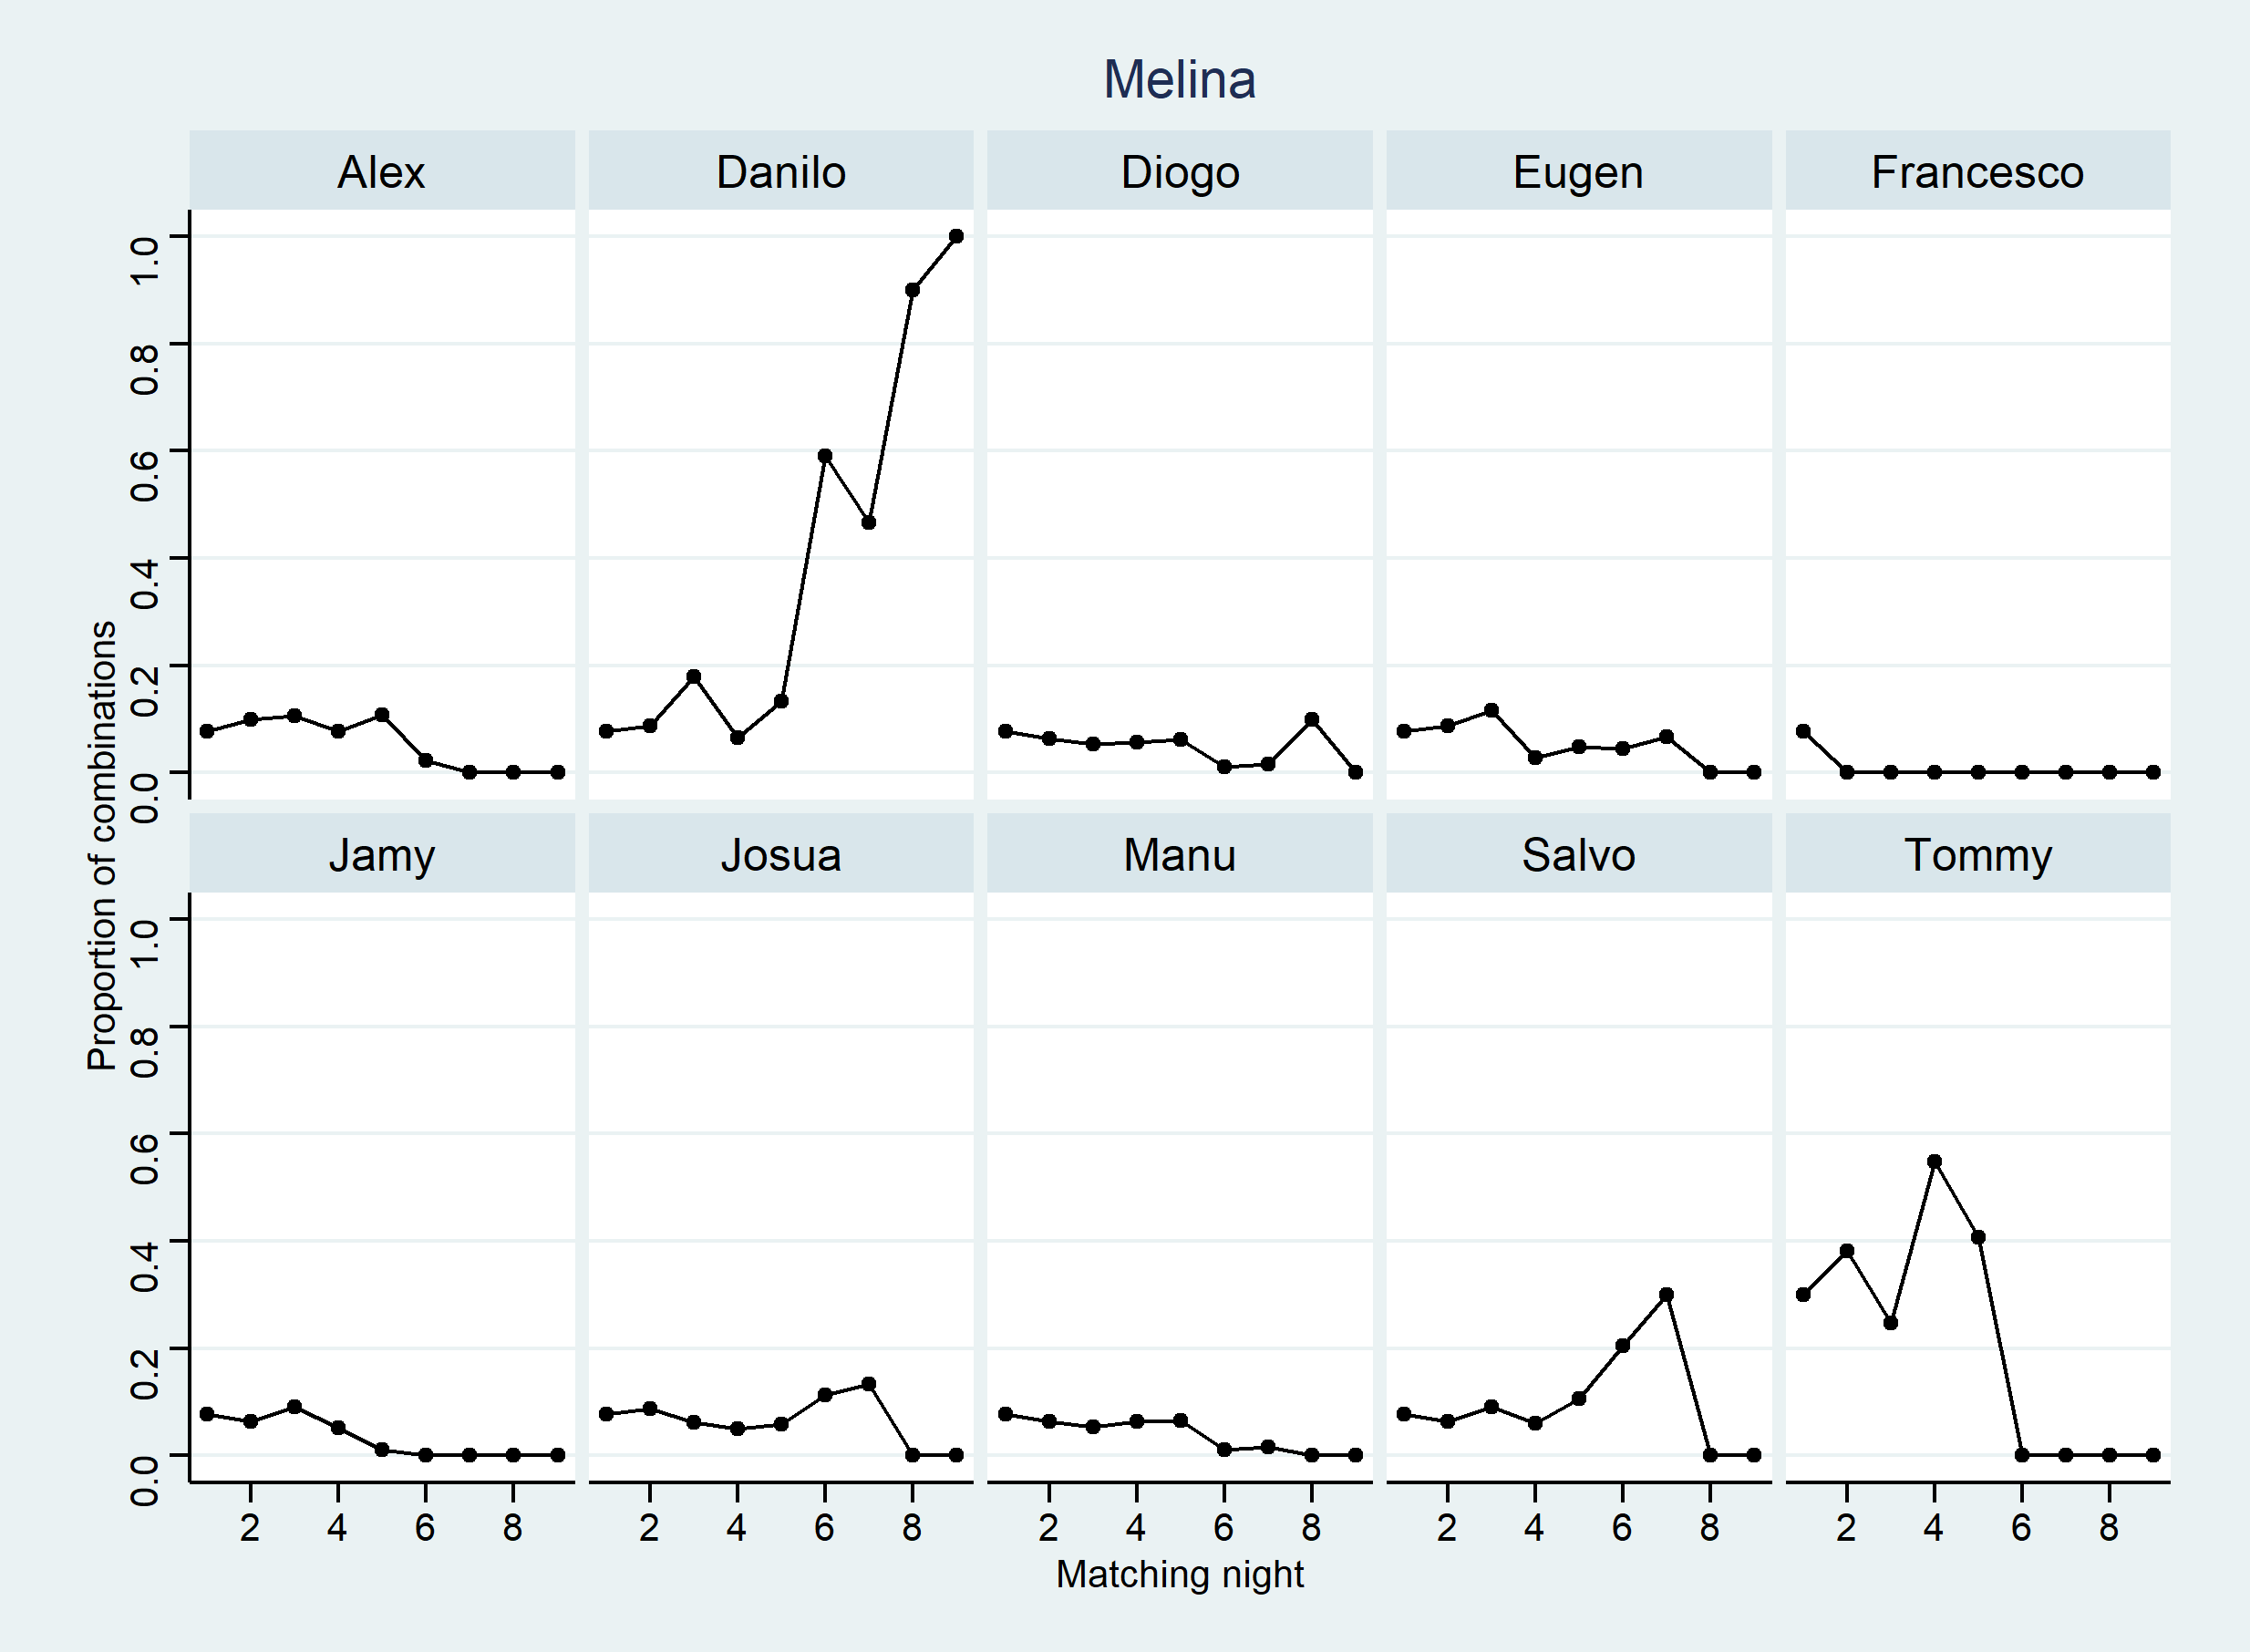 Melina
Alex Danilo Diogo Eugen Francesco
1.0
0.8
0.6
0.4
0.2
0.0
Proportion of combinations
Jamy Josua Manu Salvo Tommy
1.0
0.8
0.6
0.4
0.2
0.0
2 4 6 8 2 4 6 8 2 4 6 8 2 4 6 8 2 4 6 8
Matching night